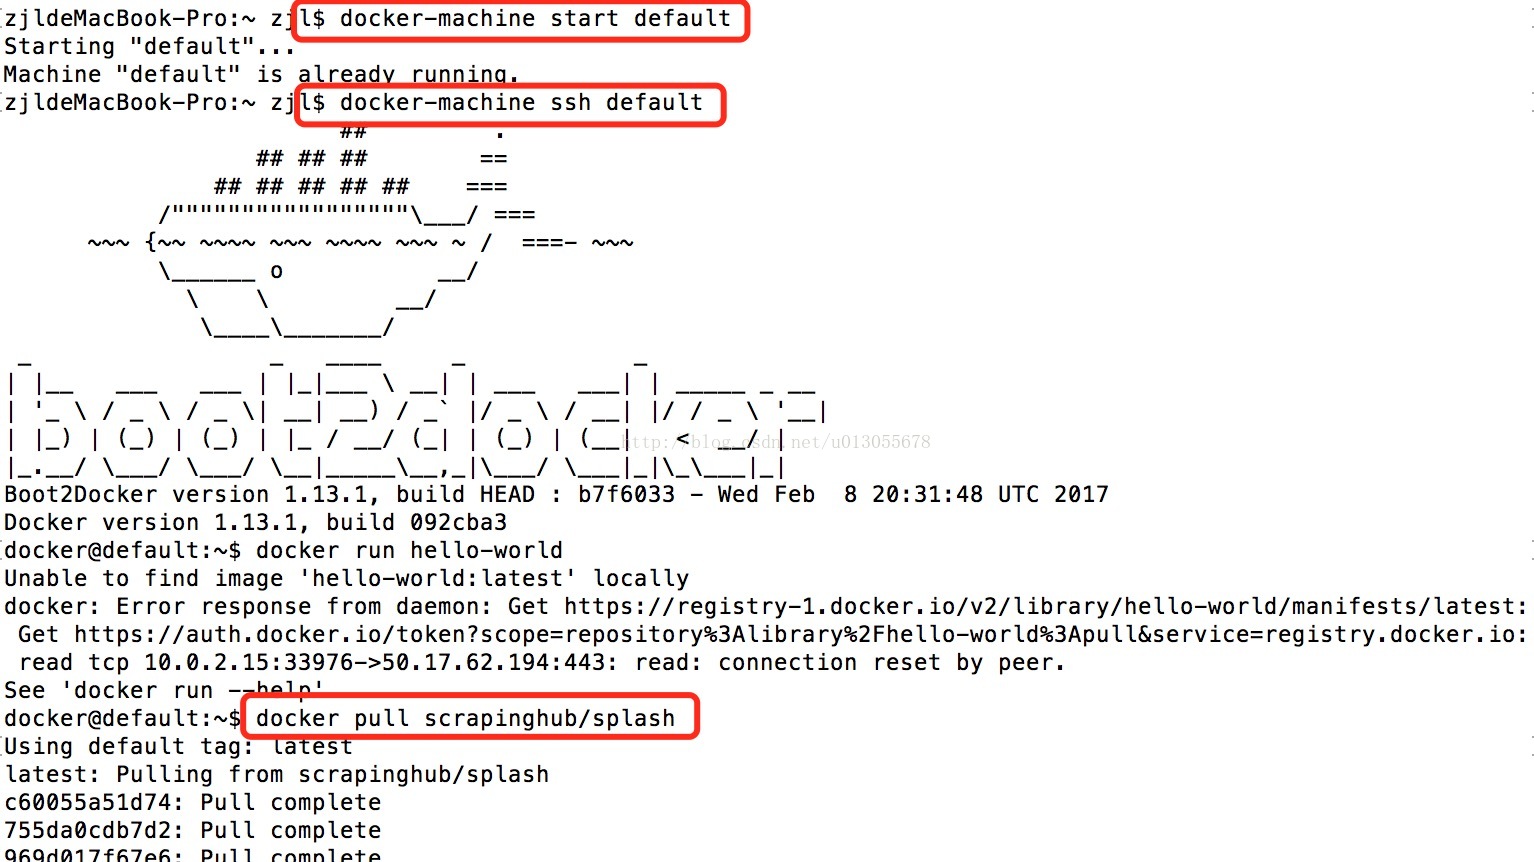 zjldeMacBook-Pro:~ zjl$ docker-machine start default
Starting "default"...
Machine "default" is already running.
zjldeMacBook-Pro:~ zjl$ docker-machine ssh default
                        ##         .
                  ## ## ##        ==
               ## ## ## ## ##    ===
           /"""""""""""""""""\___/ ===
      ~~~ {~~ ~~~~ ~~~ ~~~~ ~~~ ~ /  ===- ~~~
           \______ o           __/
             \    \         __/
              \____\_______/
 _                 _   ____     _            _
| |__   ___   ___ | |_|___ \ __| | ___   ___| | _____ _ __
| '_ \ / _ \ / _ \| __| __) / _` |/ _ \ / __| |/ / _ \ '__|
| |_) | (_) | (_) | |_ / __/ (_| | (_) | (__|   <  __/ |
|_.__/ \___/ \___/ \__|_____\__,_|\___/ \___|_|\_\___|_|
http://blog.csdn.net/u013055678
Boot2Docker version 1.13.1, build HEAD : b7f6033 - Wed Feb  8 20:31:48 UTC 2017
Docker version 1.13.1, build 092cba3
docker@default:~$ docker run hello-world
Unable to find image 'hello-world:latest' locally
docker: Error response from daemon: Get https://registry-1.docker.io/v2/library/hello-world/manifests/latest:
 Get https://auth.docker.io/token?scope=repository%3Alibrary%2Fhello-world%3Apull&service=registry.docker.io:
 read tcp 10.0.2.15:33976->50.17.62.194:443: read: connection reset by peer.
See 'docker run --help'
docker@default:~$ docker pull scrapinghub/splash
Using default tag: latest
latest: Pulling from scrapinghub/splash
c60055a51d74: Pull complete
755da0cdb7d2: Pull complete
969d017f67e6: Pull complete